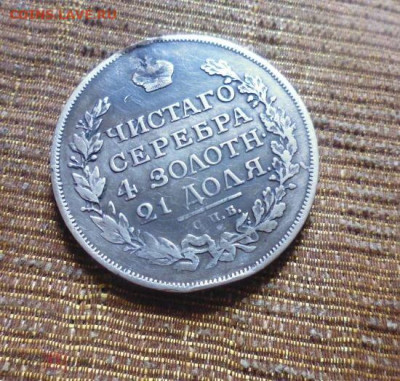 COINS.LAVE.RU
ЧИСТАГО
СЕРЕБРА
4 ЗОЛОТН.
21 ДОЛЯ.
С.П.Б.